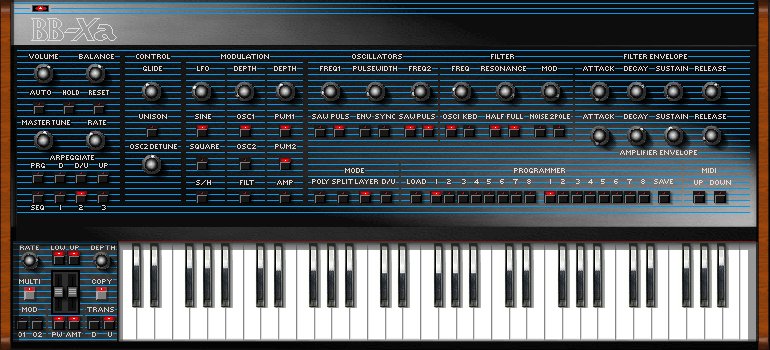 BB-Xa
VOLUME BALANCE CONTROL MODULATION OSCILLATORS FILTER FILTER ENVELOPE
GLIDE LFO DEPTH DEPTH FREQ1 PULSEWIDTH FREQ2 FREQ RESONANCE MOD ATTACK DECAY SUSTAIN RELEASE
AUTO HOLD RESET
MASTER TUNE RATE UNISON SINE OSC1 PWM1 SAW PULS ENV SYNC SAW PULS OSC1 KBD HALF FULL NOISE 2POLE ATTACK DECAY SUSTAIN RELEASE
OSC2 DETUNE SQUARE OSC2 PWM2 AMPLIFIER ENVELOPE
ARPEGGIATE
PRG D D/U UP MODE PROGRAMMER MIDI
S/H FILT AMP POLY SPLIT LAYER D/U LOAD 1 2 3 4 5 6 7 8 1 2 3 4 5 6 7 8 SAVE UP DOWN
SEQ 1 2 3
RATE LOW UP DEPTH
MULTI COPY
MOD TRANS
O1 O2 PW AMT D U